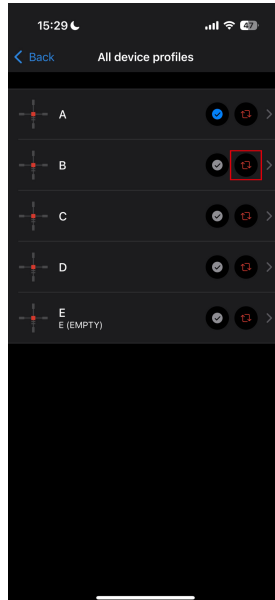 15:29
47
Back
All device profiles
A
B
C
D
E
E (EMPTY)